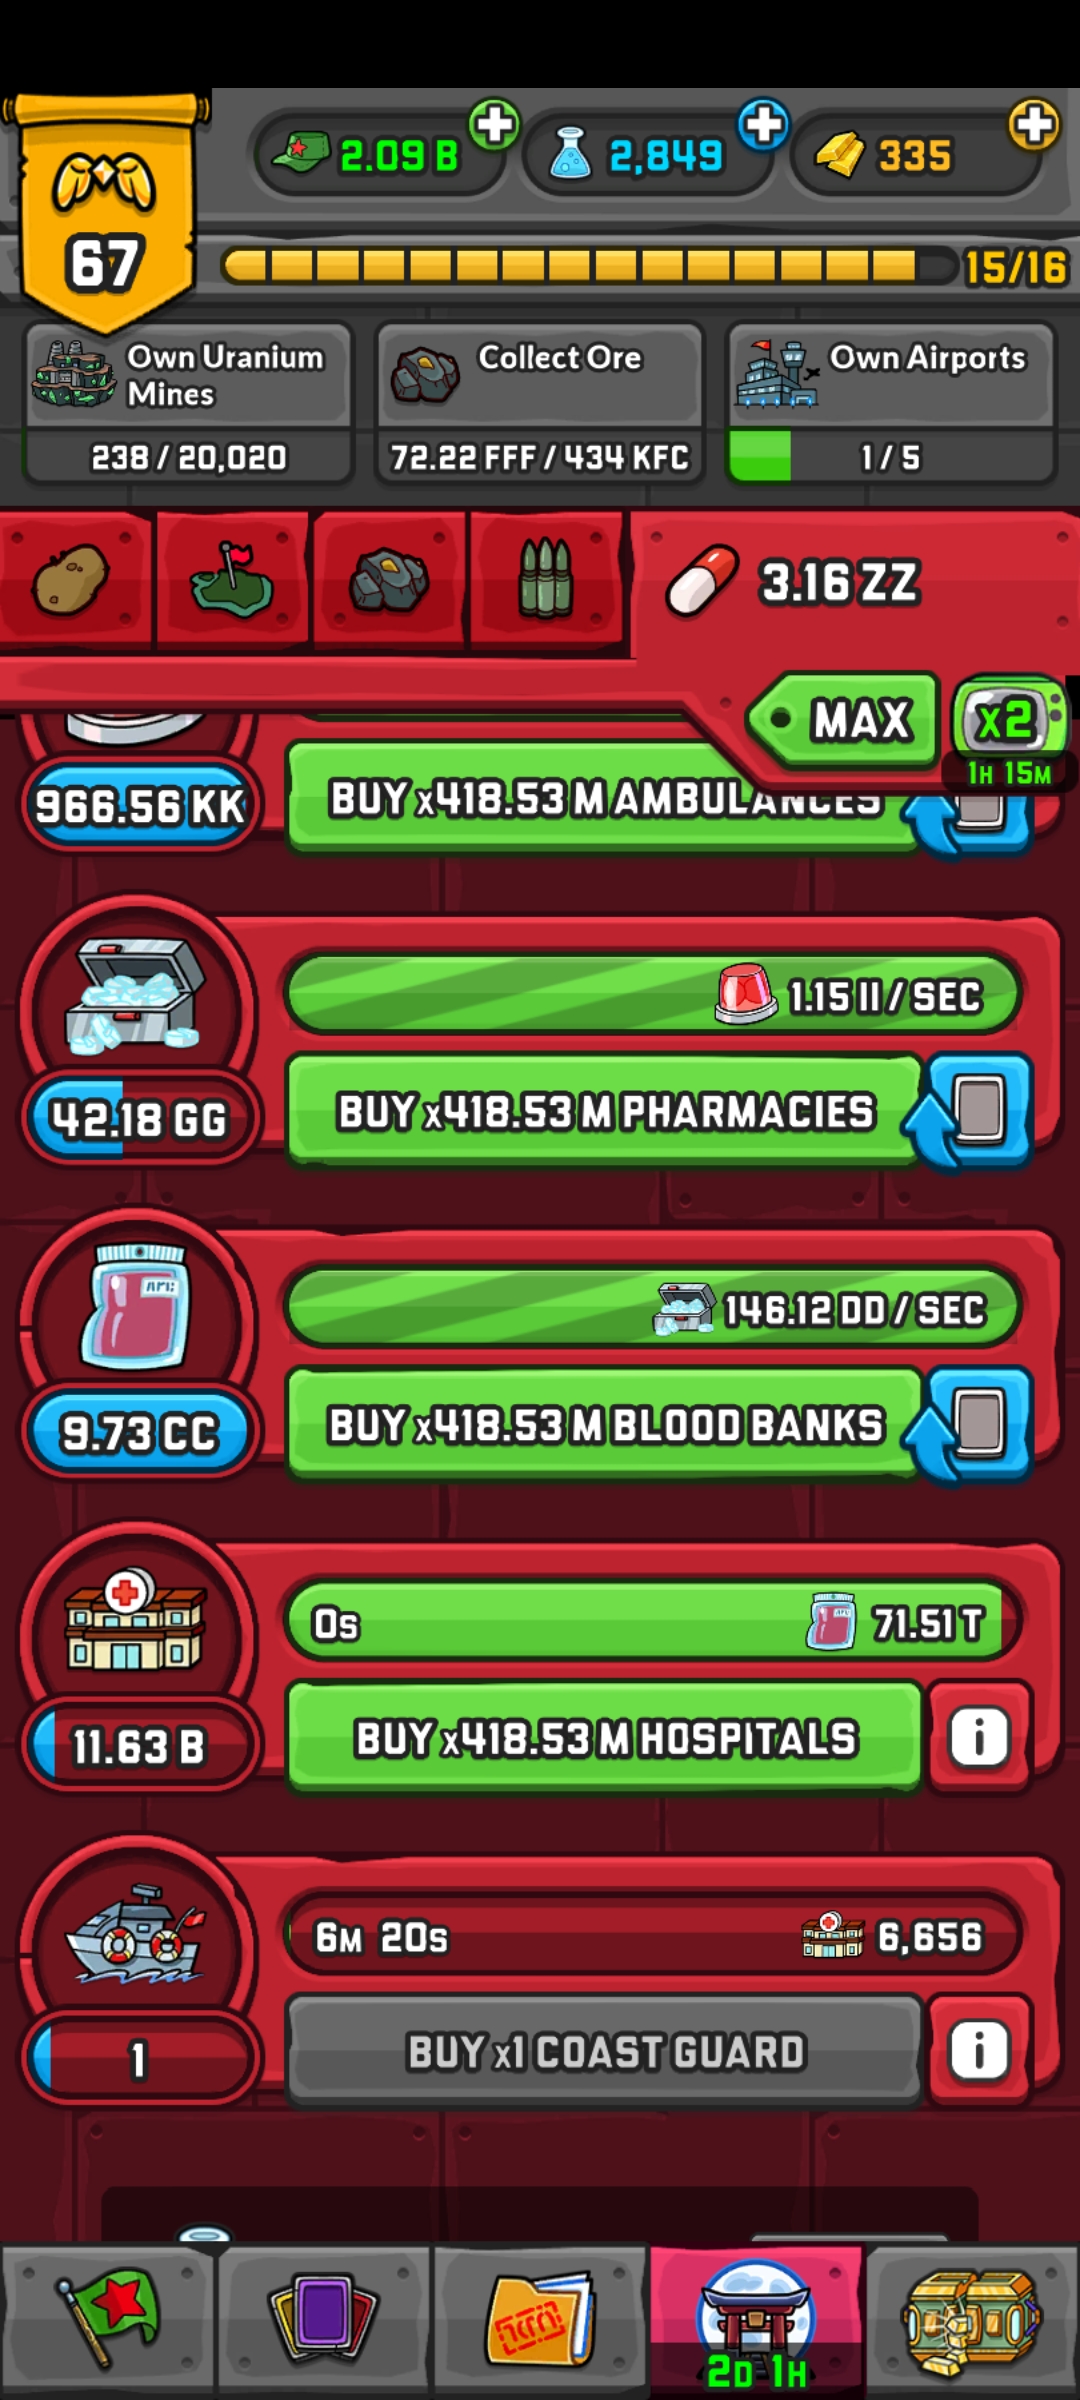 2.09 B
2,849
335
67
15/16
Own Uranium
Mines
238 / 20,020
Collect Ore
72.22 FFF / 434 KFC
Own Airports
1 / 5
3.16 ZZ
MAX
x2
1H 15M
966.56 KK
BUY x418.53 M AMBULANCES
1.15 II / SEC
42.18 GG
BUY x418.53 M PHARMACIES
146.12 DD / SEC
9.73 CC
BUY x418.53 M BLOOD BANKS
0s
71.51 T
11.63 B
BUY x418.53 M HOSPITALS
i
6M 20s
6,656
1
BUY x1 COAST GUARD
i
2D 1H